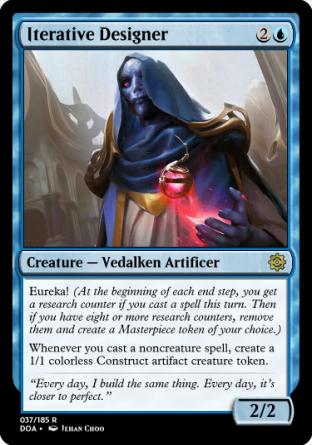 Iterative Designer 2
Creature — Vedalken Artificer
Eureka! (At the beginning of each end step, you
get a research counter if you cast a spell this turn. Then
if you have eight or more research counters, remove
them and create a Masterpiece token of your choice.)
Whenever you cast a noncreature spell, create a
1/1 colorless Construct artifact creature token.
“Every day, I build the same thing. Every day, it’s
closer to perfect.”
2/2
037/185 R
DOA • Jehan Choo